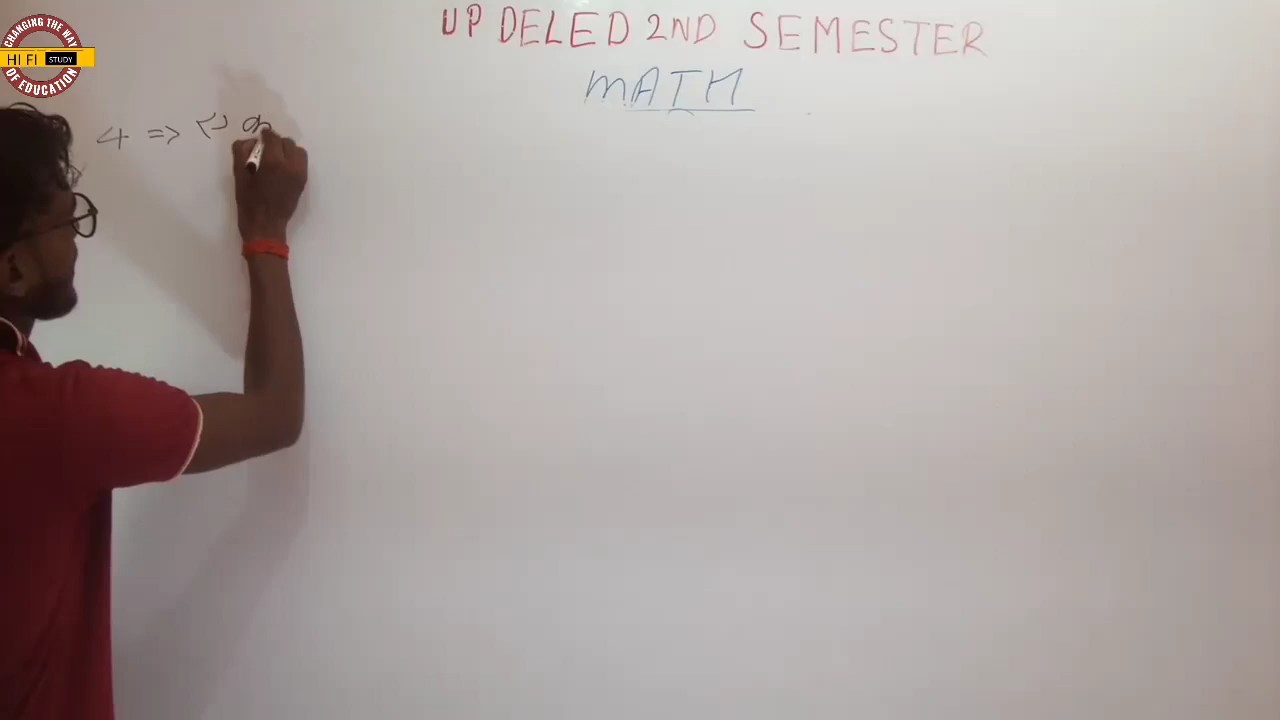 CHANGING THE WAY
HI FI STUDY
OF EDUCATION
UP DELED 2ND SEMESTER
MATH
4 =>